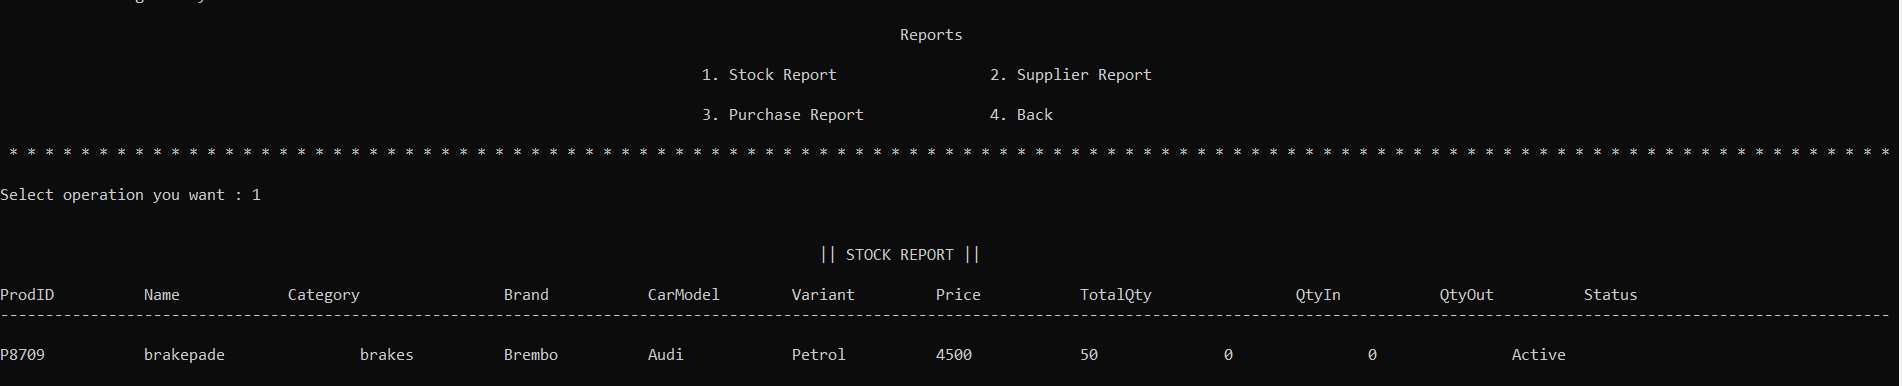 Reports
1. Stock Report 2. Supplier Report
3. Purchase Report 4. Back
* * * * * * * * * * * * * * * * * * * * * * * * * * * * * * * * * * * * * * * * * * * * * * * * * * * * * * * * * * * * * * * * * * * * * * * * * * * * * * * * * * * * * * * * * * * * * * * * * * * * * * * * *
Select operation you want : 1
|| STOCK REPORT ||
ProdID Name Category Brand CarModel Variant Price TotalQty QtyIn QtyOut Status
------------------------------------------------------------------------------------------------------------------------------------------------------------------------------------------------------------------
P8709 brakepade brakes Brembo Audi Petrol 4500 50 0 0 Active